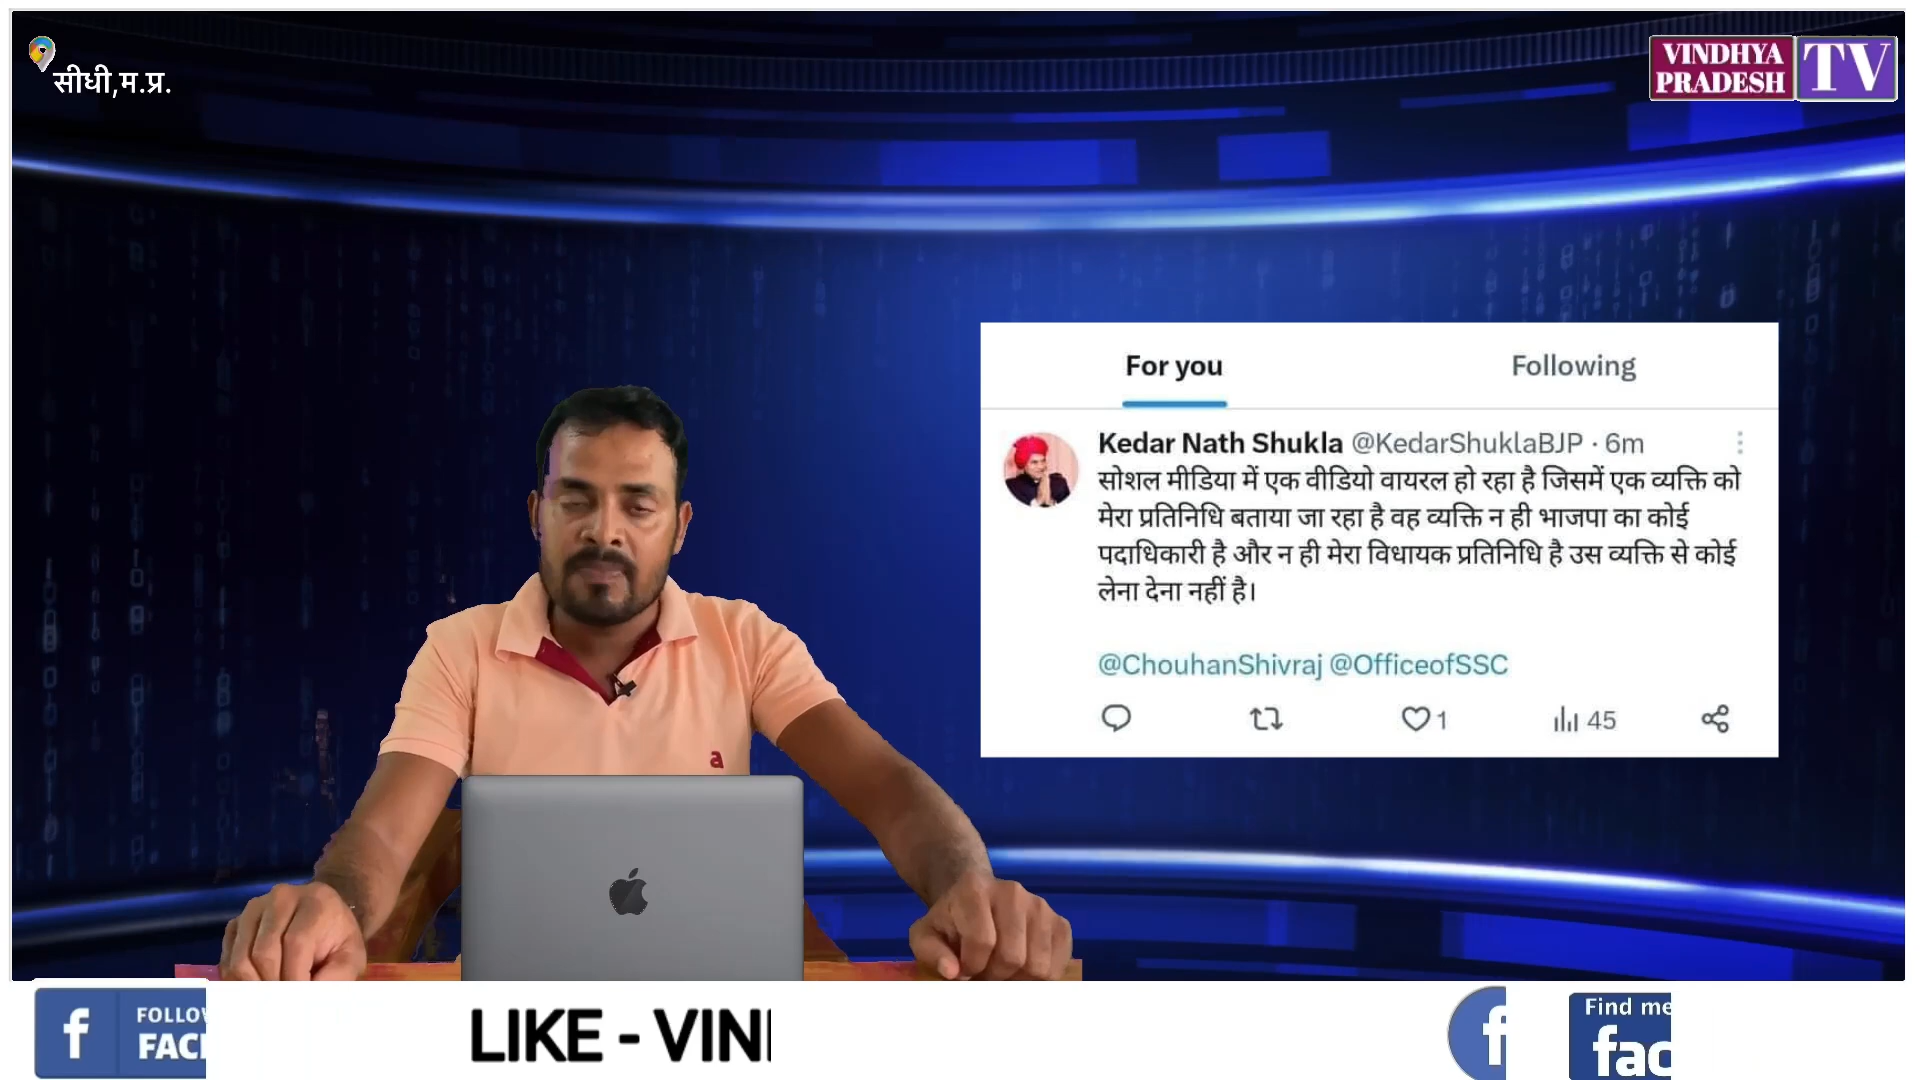 सीधी,म.प्र.
VINDHYA
PRADESH
TV
For you
Following
Kedar Nath Shukla @KedarShuklaBJP · 6m
सोशल मीडिया में एक वीडियो वायरल हो रहा है जिसमें एक व्यक्ति को
मेरा प्रतिनिधि बताया जा रहा है वह व्यक्ति न ही भाजपा का कोई
पदाधिकारी है और न ही मेरा विधायक प्रतिनिधि है उस व्यक्ति से कोई
लेना देना नहीं है।
@ChouhanShivraj @OfficeofSSC
1
45
a
f
FOLLO
FAC
LIKE - VIN
f
Find me
fac